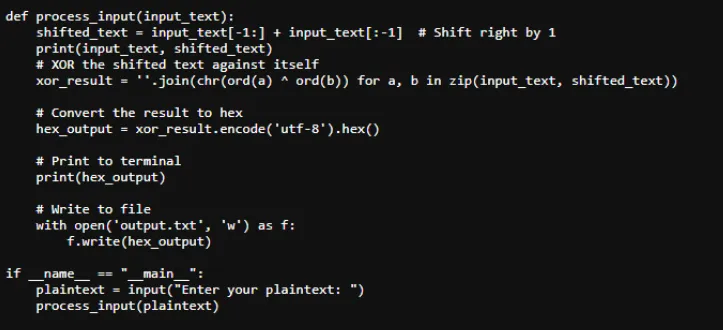 def process_input(input_text):
    shifted_text = input_text[-1:] + input_text[:-1]  # Shift right by 1
    print(input_text, shifted_text)
    # XOR the shifted text against itself
    xor_result = ''.join(chr(ord(a) ^ ord(b)) for a, b in zip(input_text, shifted_text))

    # Convert the result to hex
    hex_output = xor_result.encode('utf-8').hex()

    # Print to terminal
    print(hex_output)

    # Write to file
    with open('output.txt', 'w') as f:
        f.write(hex_output)

if __name__ == "__main__":
    plaintext = input("Enter your plaintext: ")
    process_input(plaintext)